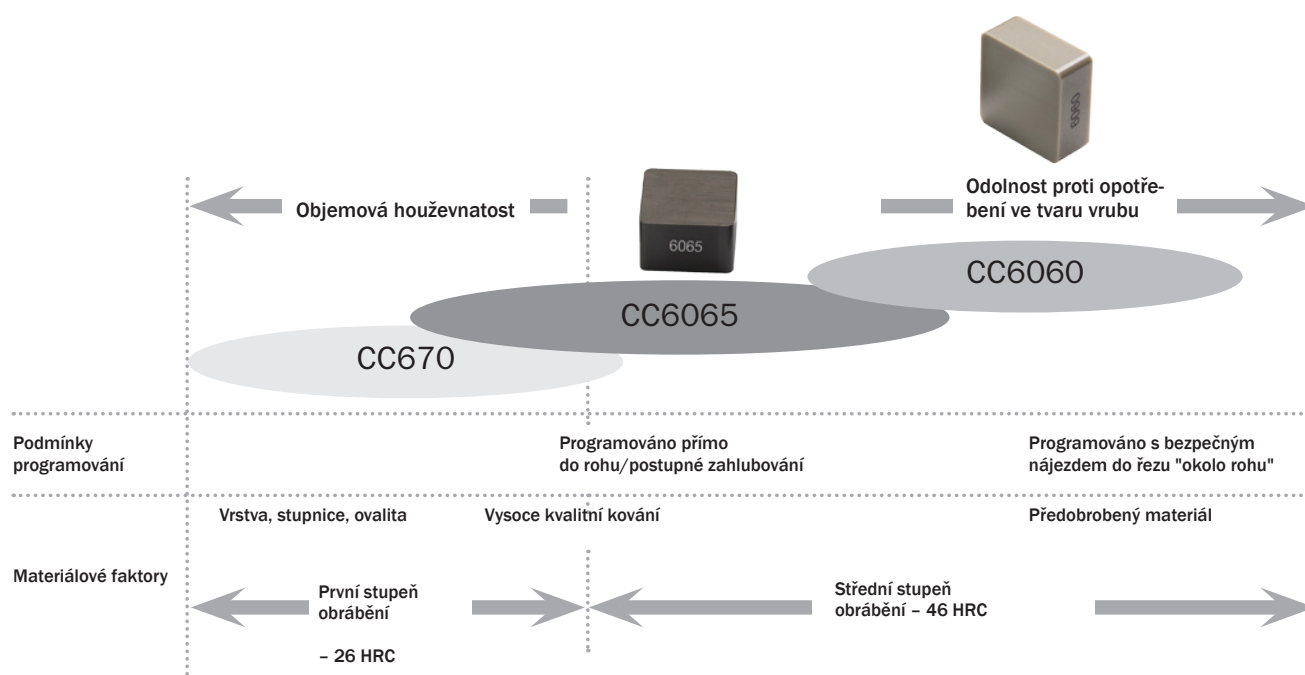 6060
Odolnost proti opotře-
bení ve tvaru vrubu
Objemová houževnatost
6065
CC6060
CC6065
CC670
Podmínky
programování
Programováno přímo
do rohu/postupné zahlubování
Programováno s bezpečným
nájezdem do řezu "okolo rohu"
Vrstva, stupnice, ovalita
Vysoce kvalitní kování
Předobrobený materiál
Materiálové faktory
První stupeň
obrábění
– 26 HRC
Střední stupeň
obrábění – 46 HRC